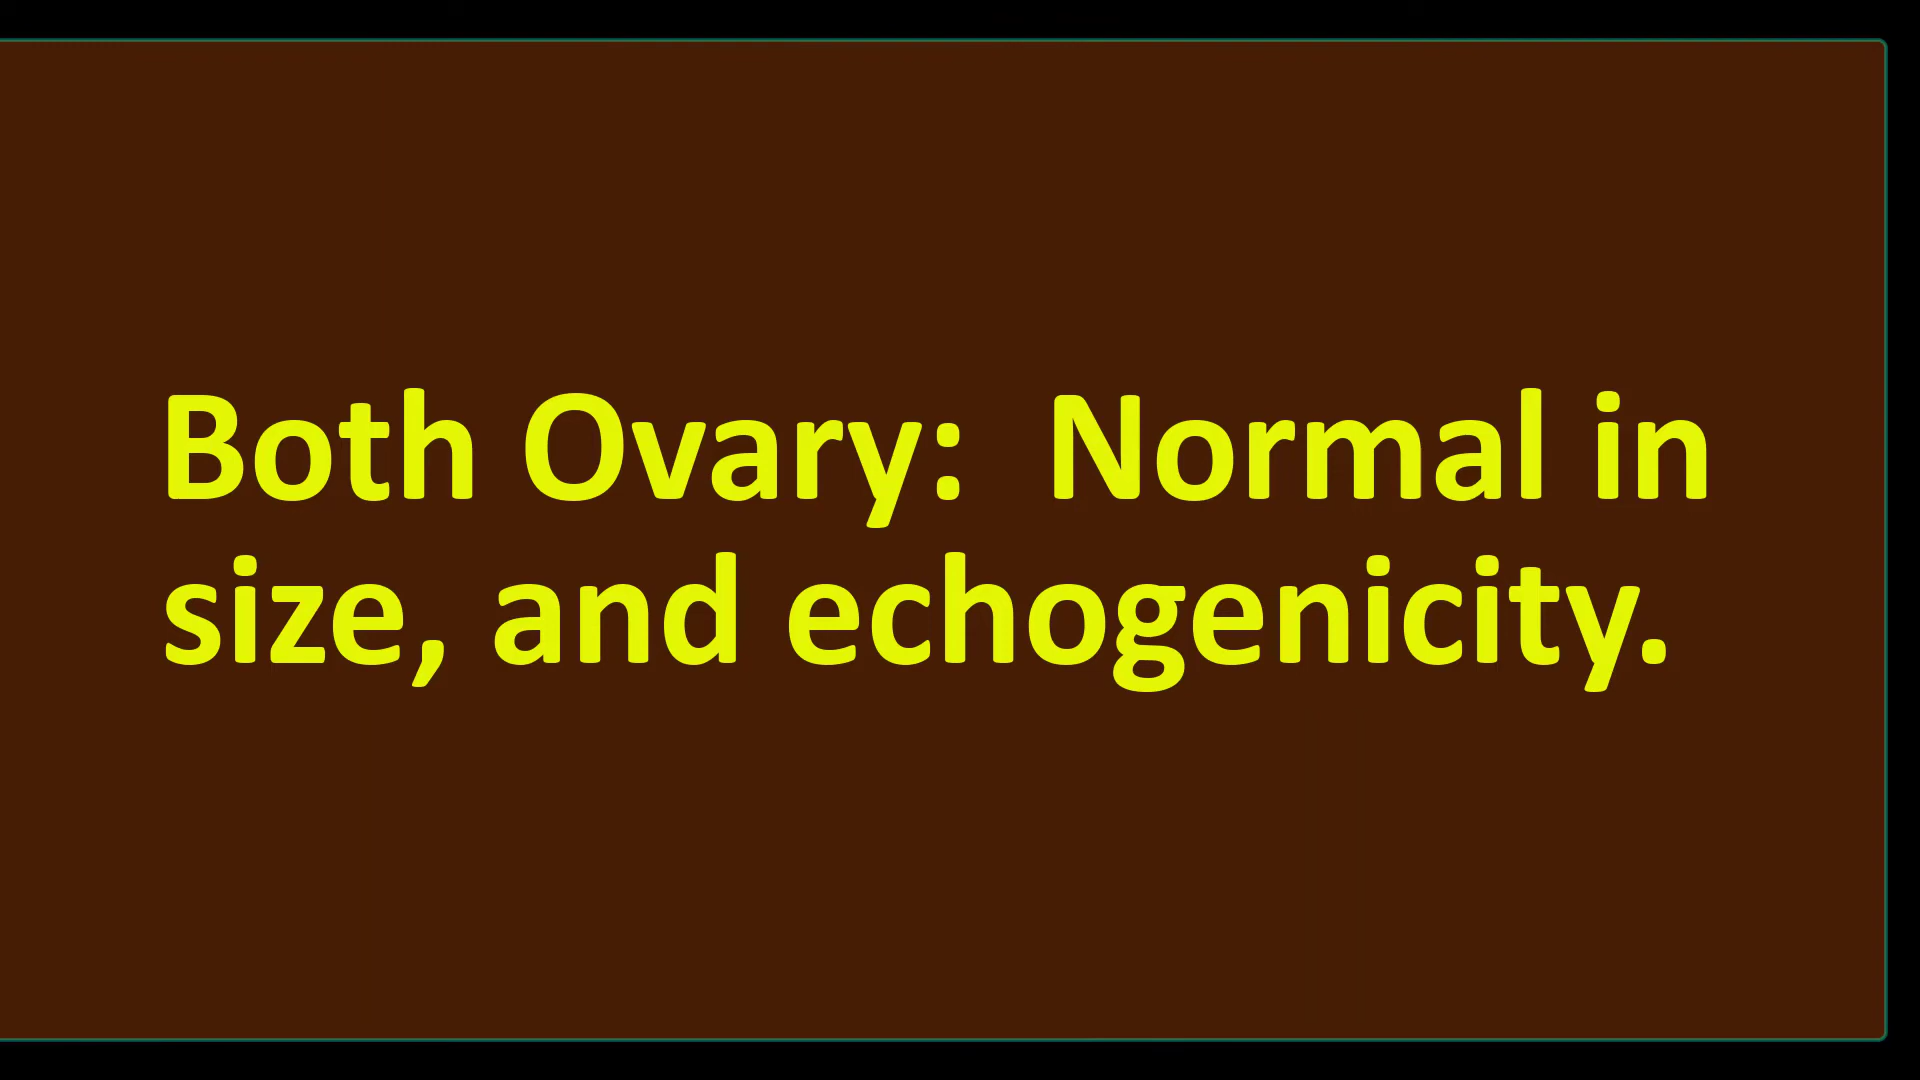 Both Ovary:  Normal in
size, and echogenicity.